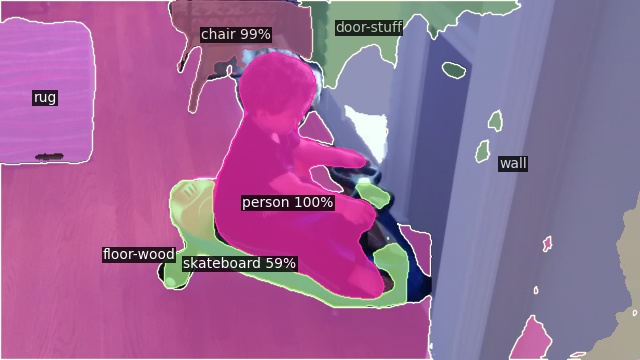 chair 99%
door-stuff
rug
wall
person 100%
floor-wood
skateboard 59%